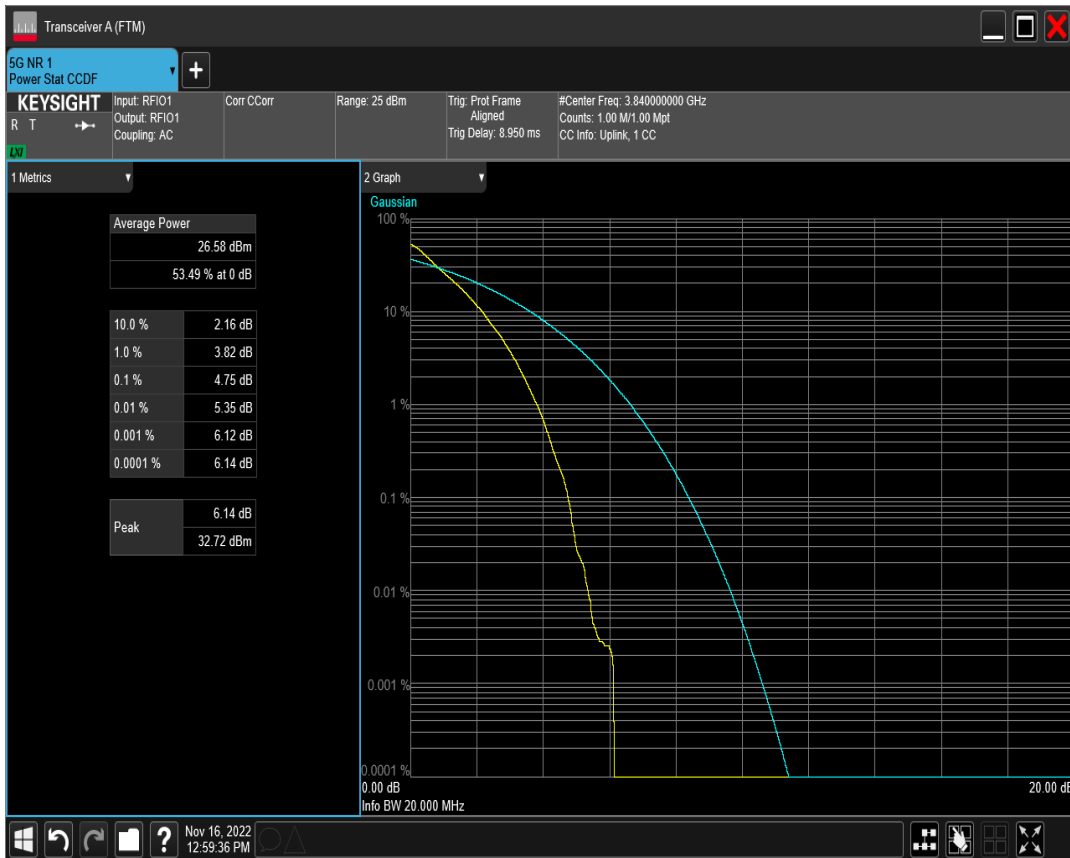 Transceiver A (FTM)
5G NR 1
Power Stat CCDF
+
KEYSIGHT
R T
LXI
Input: RFIO1
Output: RFIO1
Coupling: AC
Corr CCorr
Range: 25 dBm
Trig: Prot Frame
Aligned
Trig Delay: 8.950 ms
#Center Freq: 3.840000000 GHz
Counts: 1.00 M/1.00 Mpt
CC Info: Uplink, 1 CC
1 Metrics
Average Power
26.58 dBm
53.49 % at 0 dB
10.0 % 2.16 dB
1.0 % 3.82 dB
0.1 % 4.75 dB
0.01 % 5.35 dB
0.001 % 6.12 dB
0.0001 % 6.14 dB
Peak
6.14 dB
32.72 dBm
2 Graph
Gaussian
100 %
10 %
1 %
0.1 %
0.01 %
0.001 %
0.0001 %
0.00 dB
20.00 dB
Info BW 20.000 MHz
?
Nov 16, 2022
12:59:36 PM